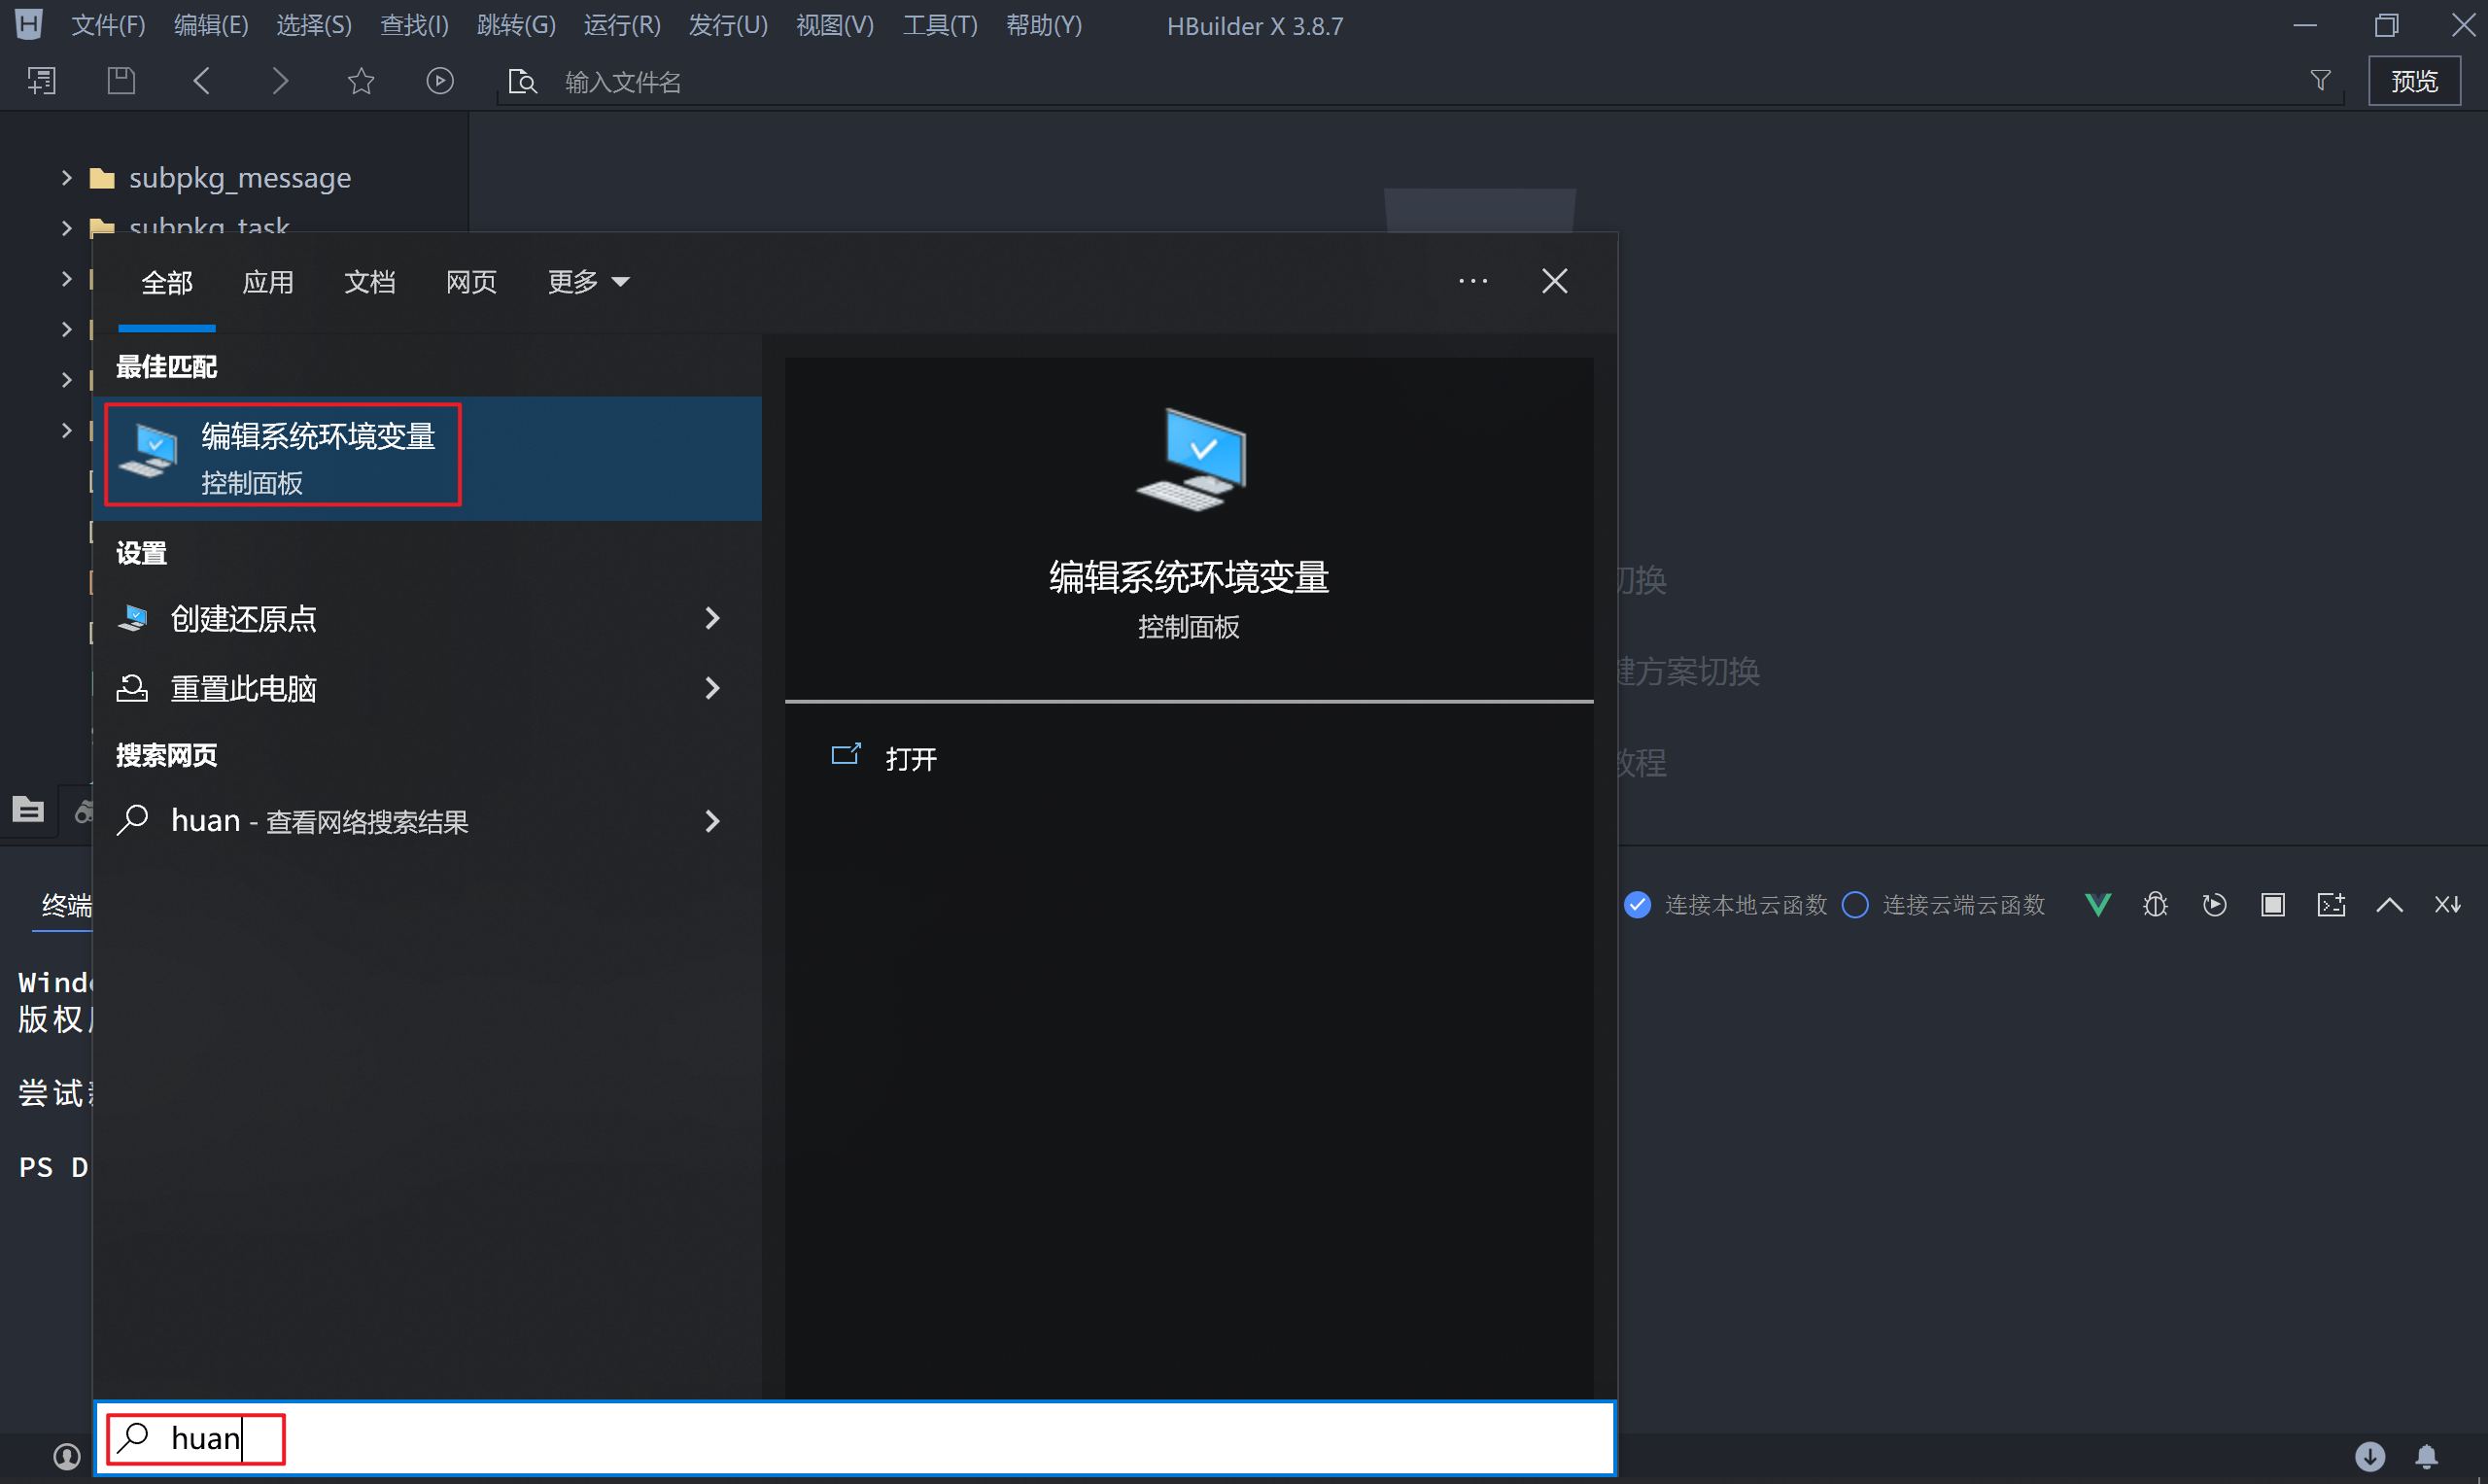 文件(F) 编辑(E) 选择(S) 查找(I) 跳转(G) 运行(R) 发行(U) 视图(V) 工具(T) 帮助(Y) HBuilder X 3.8.7
输入文件名 预览
subpkg_message
subpkg_task
全部 应用 文档 网页 更多
最佳匹配
编辑系统环境变量
控制面板
设置
创建还原点
重置此电脑
搜索网页
huan - 查看网络搜索结果
编辑系统环境变量
控制面板
打开
切换
键方案切换
教程
终端
连接本地云函数 连接云端云函数
Windo
版权
尝试
PS D
huan